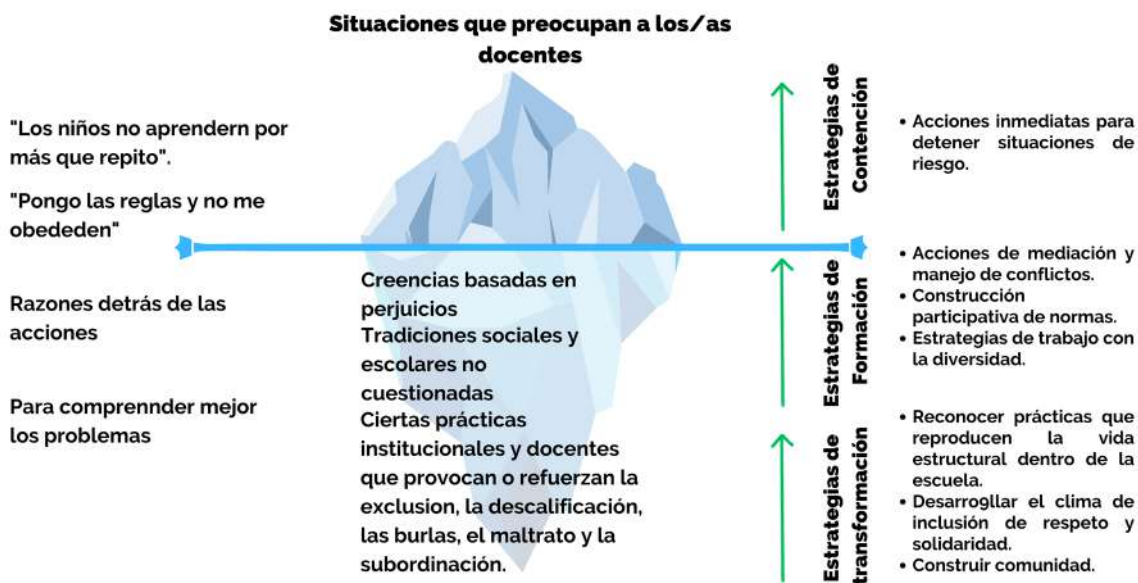 Situaciones que preocupan a los/as
docentes
"Los niños no aprendern por
más que repito".
"Pongo las reglas y no me
obededen"
Razones detrás de las
acciones
Para comprennder mejor
los problemas
Creencias basadas en
perjuicios
Tradiciones sociales y
escolares no
cuestionadas
Ciertas prácticas
institucionales y docentes
que provocan o refuerzan la
exclusion, la descalificación,
las burlas, el maltrato y la
subordinación.
Estrategias de
Contención
• Acciones inmediatas para
detener situaciones de
riesgo.
Estrategias de
Formación
• Acciones de mediación y
manejo de conflictos.
• Construcción
participativa de normas.
• Estrategias de trabajo con
la diversidad.
Estrategias de
transformación
• Reconocer prácticas que
reproducen la vida
estructural dentro de la
escuela.
• Desarro9llar el clima de
inclusión de respeto y
solidaridad.
• Construir comunidad.